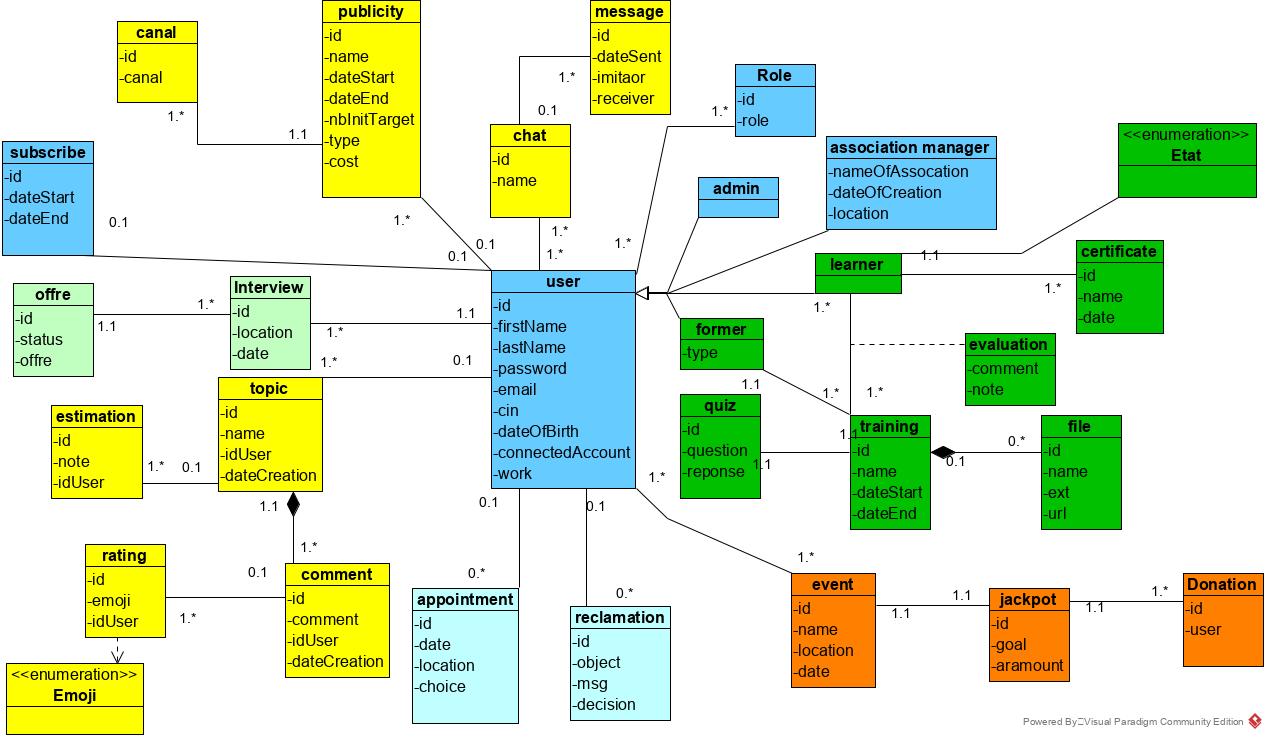 canal
-id
-canal
1.*
publicity
-id
-name
-dateStart
-dateEnd
-nbInitTarget
-type
-cost
1.1
1.*
message
-id
-dateSent
-imitaor
-receiver
1.*
0.1
chat
-id
-name
1.*
1.*
Role
-id
-role
1.*
1.*
subscribe
-id
-dateStart
-dateEnd
0.1
0.1
0.1
admin
association manager
-nameOfAssocation
-dateOfCreation
-location
<<enumeration>>
Etat
learner
1.1
1.*
certificate
-id
-name
-date
1.*
offre
-id
-status
-offre
1.1
1.*
Interview
-id
-location
-date
1.*
1.1
user
-id
-firstName
-lastName
-password
-email
-cin
-dateOfBirth
-connectedAccount
-work
former
-type
1.1
1.*
1.*
evaluation
-comment
-note
1.*
0.1
topic
-id
-name
-idUser
-dateCreation
estimation
-id
-note
-idUser
1.*
0.1
quiz
-id
-question
-reponse
1.1
1.1
training
-id
-name
-dateStart
-dateEnd
0.1
0.*
file
-id
-name
-ext
-url
1.1
1.*
0.1
0.1
1.*
rating
-id
-emoji
-idUser
1.*
0.1
comment
-id
-comment
-idUser
-dateCreation
0.*
appointment
-id
-date
-location
-choice
0.*
reclamation
-id
-object
-msg
-decision
1.*
event
-id
-name
-location
-date
1.1
1.1
jackpot
-id
-goal
-aramount
1.1
1.*
Donation
-id
-user
<<enumeration>>
Emoji
Powered By Visual Paradigm Community Edition